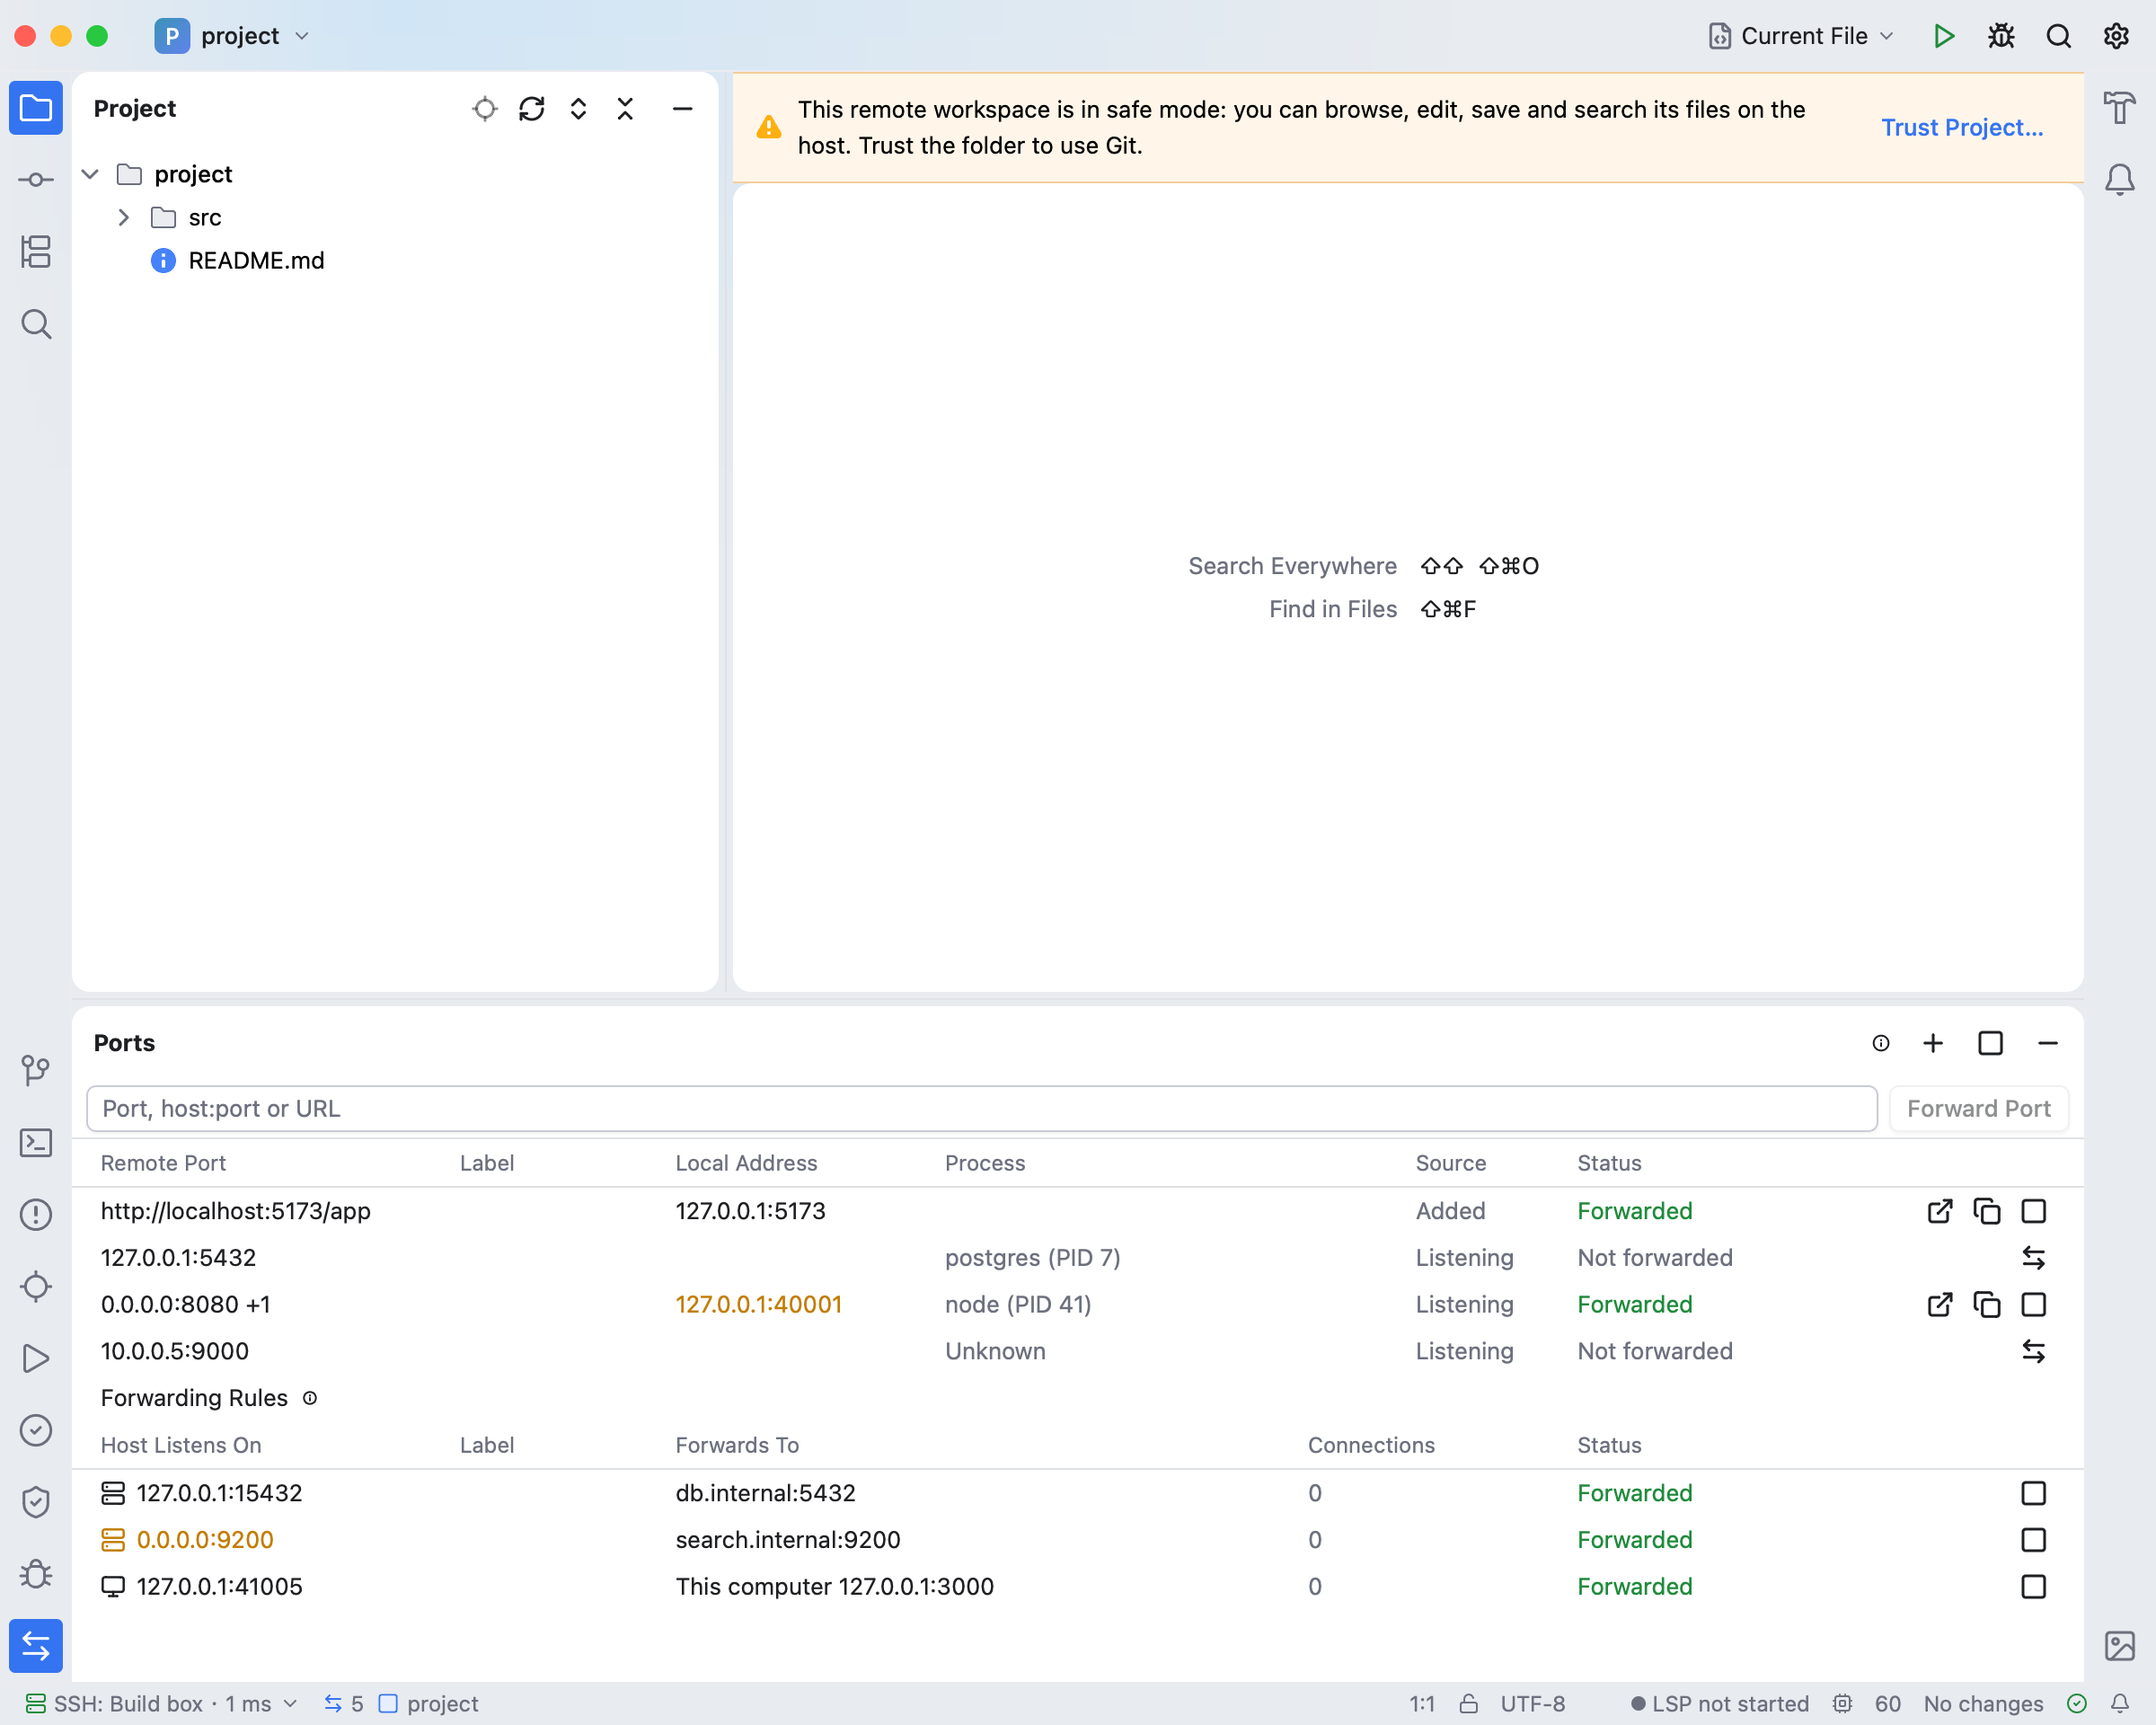 P project
Current File
Project
This remote workspace is in safe mode: you can browse, edit, save and search its files on the
host. Trust the folder to use Git.
Trust Project...
project
src
README.md
Search Everywhere ⇧⇧ ⇧⌘O
Find in Files ⇧⌘F
Ports
Port, host:port or URL
Forward Port
Remote Port Label Local Address Process Source Status
http://localhost:5173/app 127.0.0.1:5173 Added Forwarded
127.0.0.1:5432 postgres (PID 7) Listening Not forwarded
0.0.0.0:8080 +1 127.0.0.1:40001 node (PID 41) Listening Forwarded
10.0.0.5:9000 Unknown Listening Not forwarded
Forwarding Rules
Host Listens On Label Forwards To Connections Status
127.0.0.1:15432 db.internal:5432 0 Forwarded
0.0.0.0:9200 search.internal:9200 0 Forwarded
127.0.0.1:41005 This computer 127.0.0.1:3000 0 Forwarded
SSH: Build box · 1 ms 5 project 1:1 UTF-8 LSP not started 60 No changes